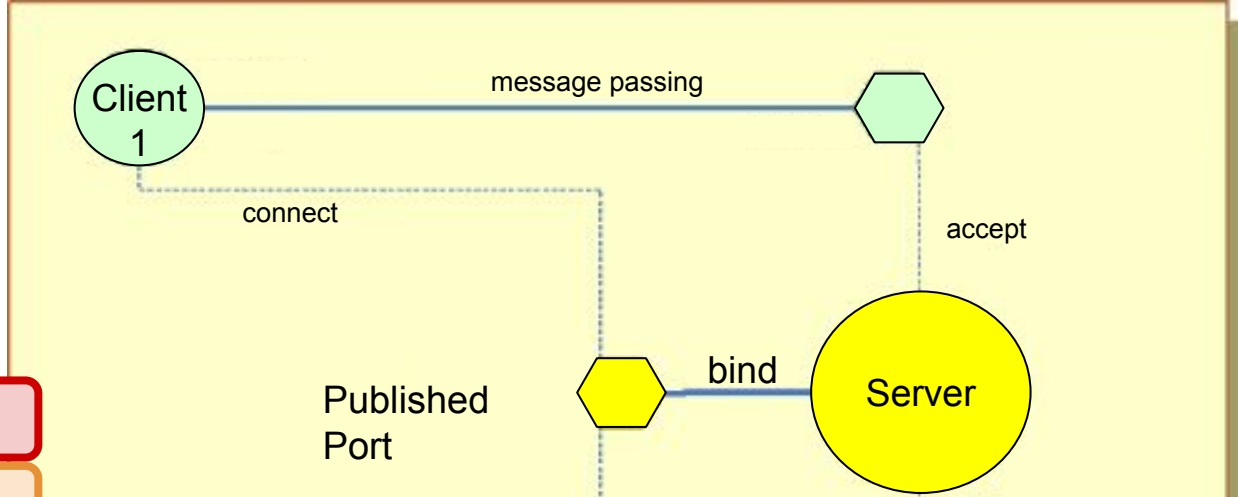 message passing
Client
1
connect
accept
bind
Server
Published
Port